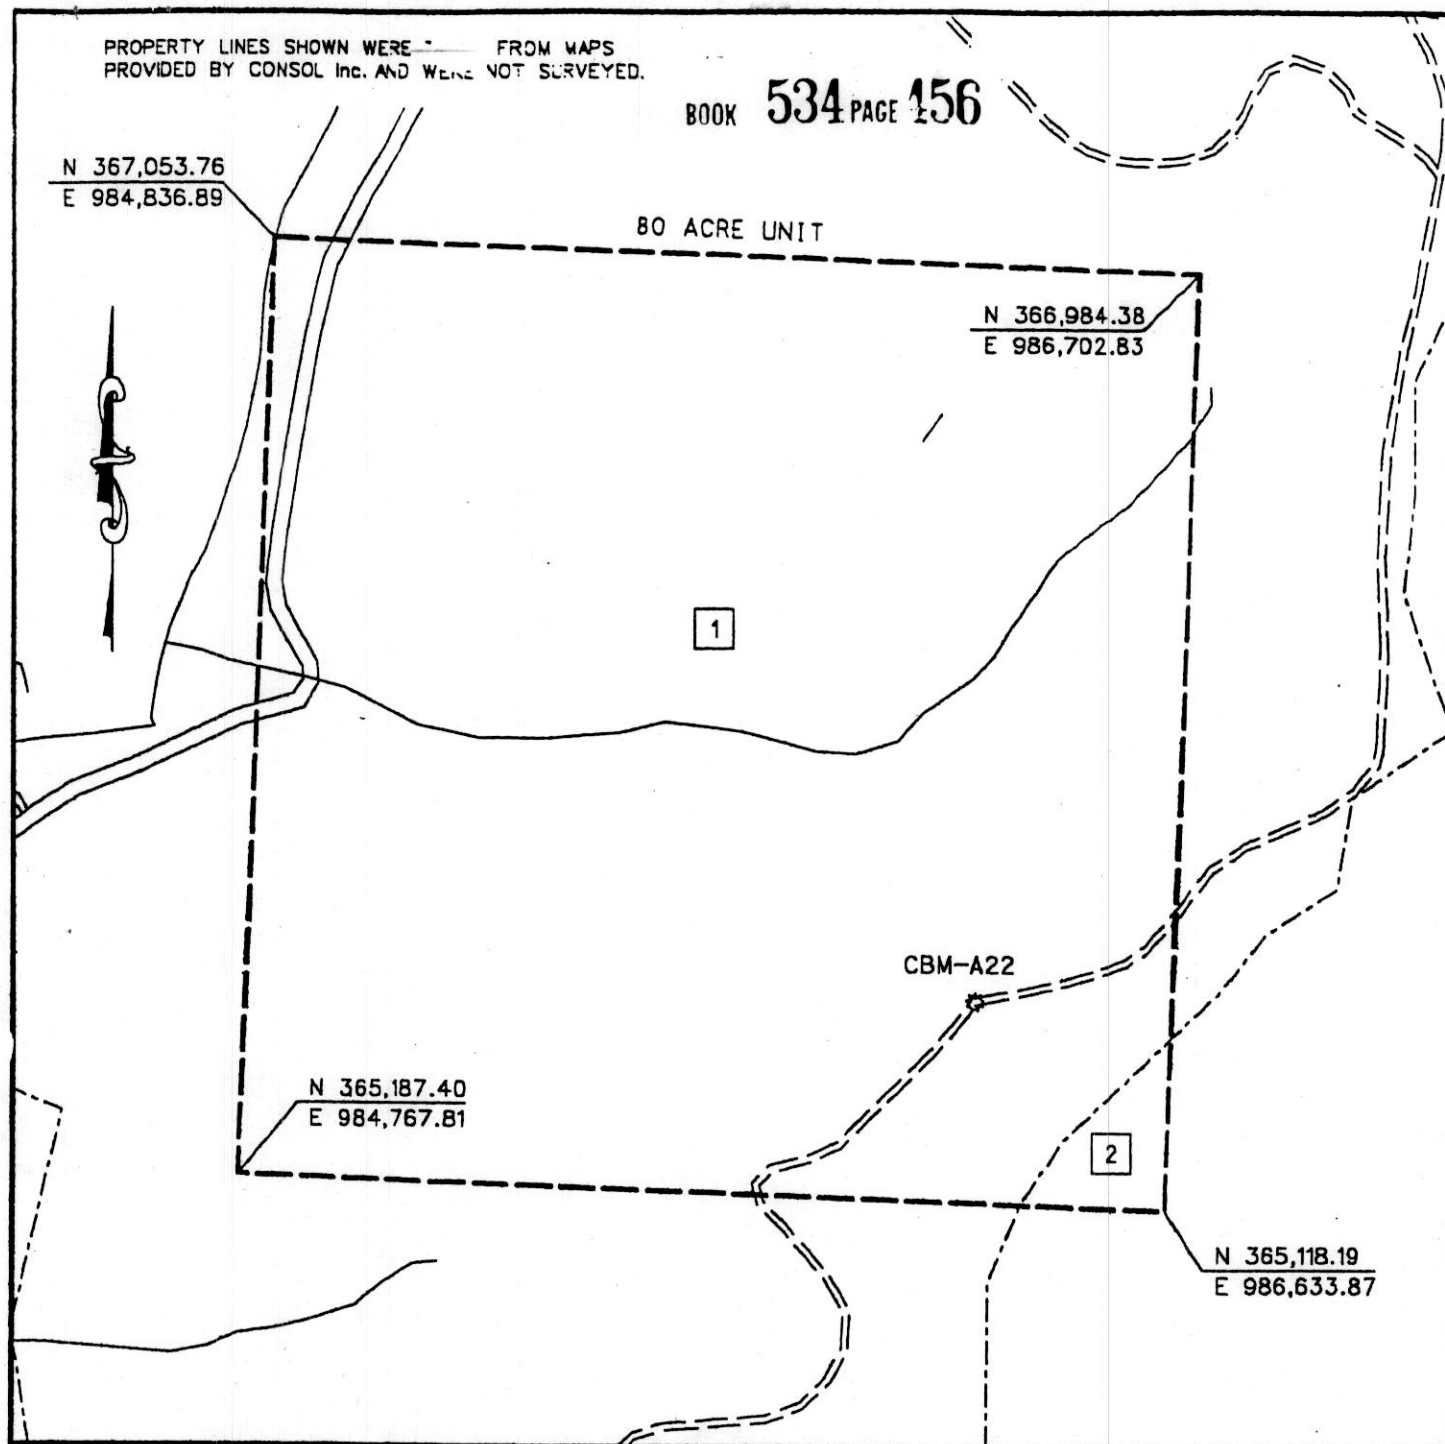 PROPERTY LINES SHOWN WERE FROM MAPS
PROVIDED BY CONSOL Inc. AND WERE NOT SURVEYED.
BOOK 534 PAGE 156
N 367,053.76
E 984,836.89
80 ACRE UNIT
N 366,984.38
E 986,702.83
1
CBM-A22
N 365,187.40
E 984,767.81
2
N 365,118.19
E 986,633.87